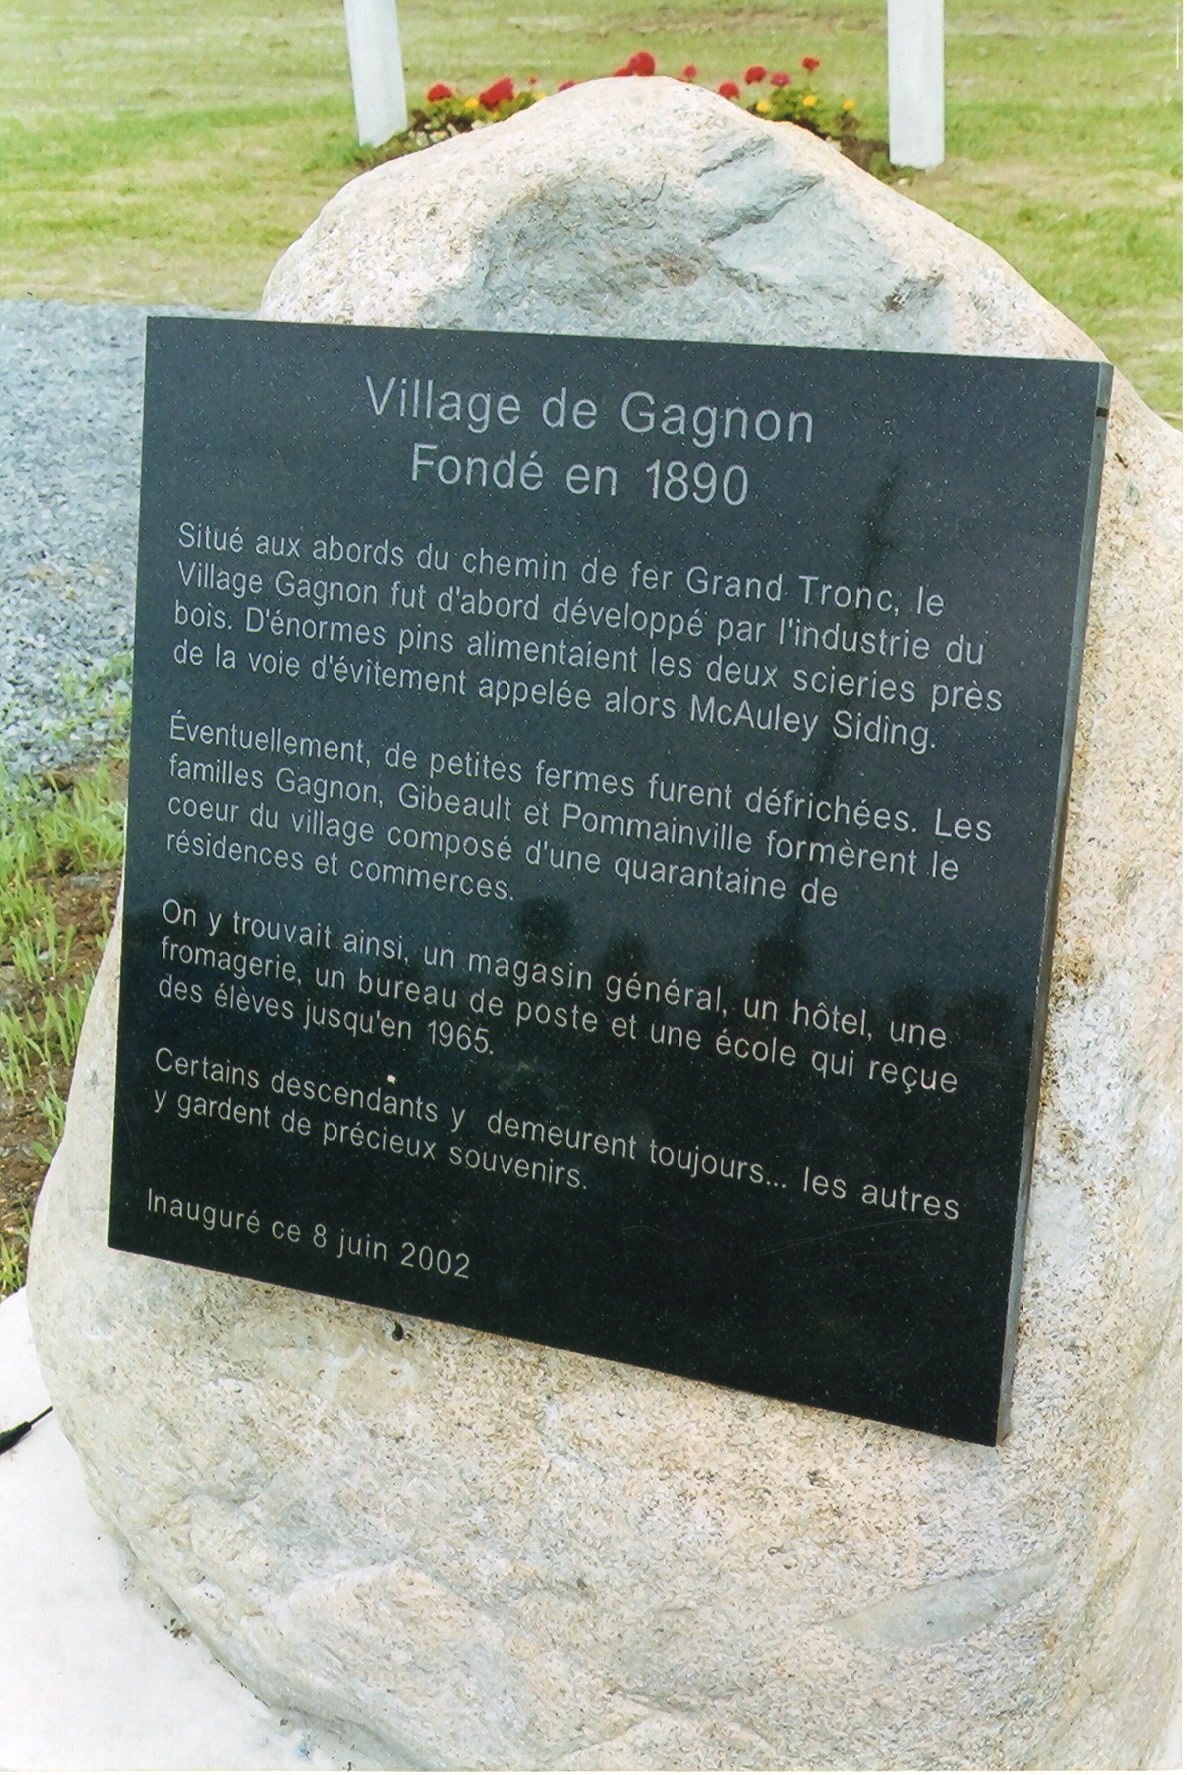 Village de Gagnon
Fondé en 1890
Situé aux abords du chemin de fer Grand Tronc, le
Village Gagnon fut d'abord développé par l'industrie du
bois. D'énormes pins alimentaient les deux scieries près
de la voie d'évitement appelée alors McAuley Siding.
Éventuellement, de petites fermes furent défrichées. Les
familles Gagnon, Gibeault et Pommainville formèrent le
coeur du village composé d'une quarantaine de
résidences et commerces.
On y trouvait ainsi, un magasin général, un hôtel, une
fromagerie, un bureau de poste et une école qui reçue
des élèves jusqu'en 1965.
Certains descendants y demeurent toujours... les autres
y gardent de précieux souvenirs.
Inauguré ce 8 juin 2002